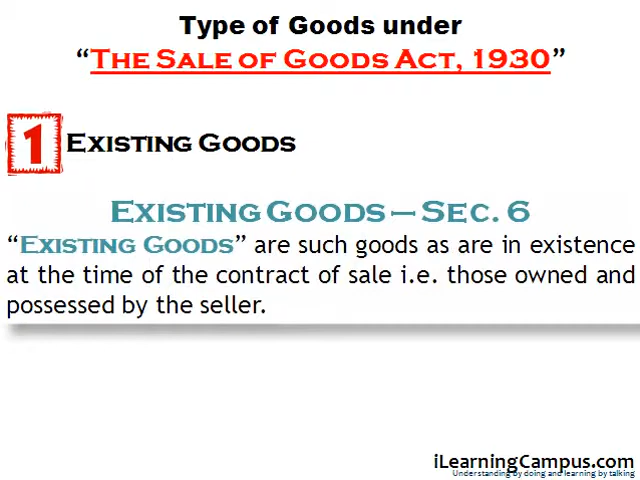 Type of Goods under
“The Sale of Goods Act, 1930”
1 Existing Goods
Existing Goods – Sec. 6
“Existing Goods” are such goods as are in existence
at the time of the contract of sale i.e. those owned and
possessed by the seller.
iLearningCampus.com
Understanding by doing and learning by talking